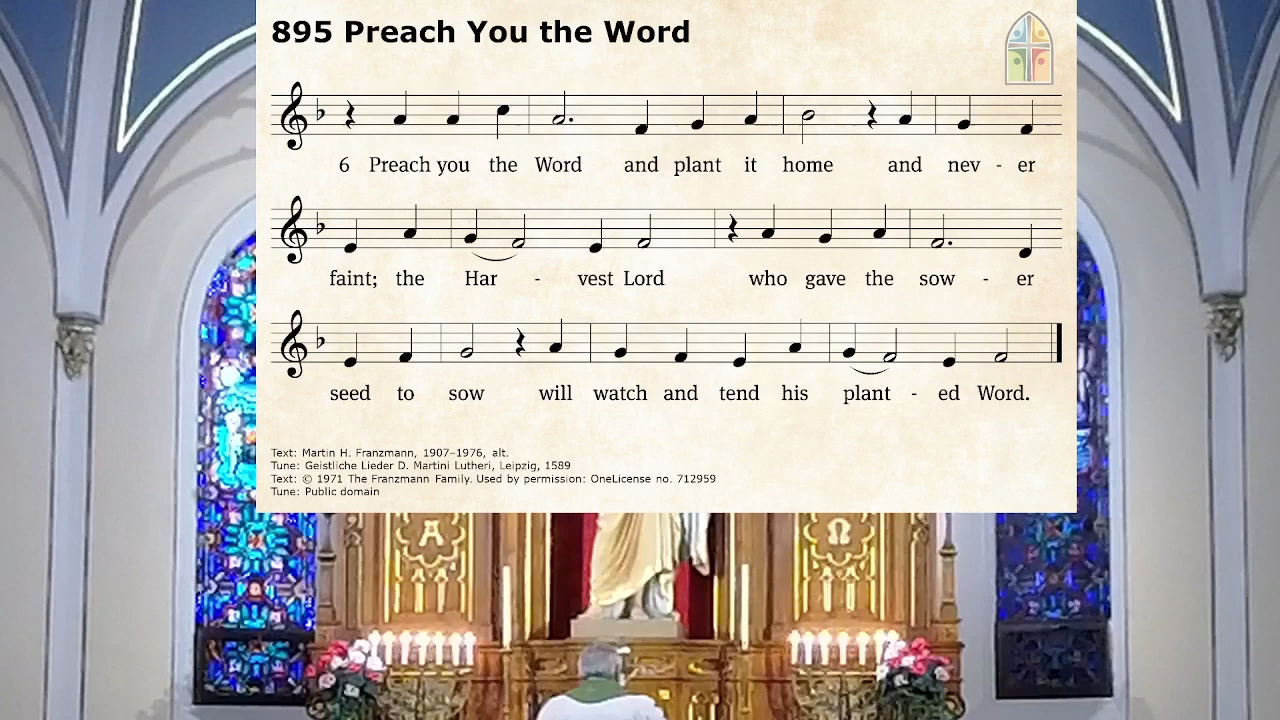 895 Preach You the Word
6 Preach you the Word and plant it home and nev - er
faint; the Har - vest Lord who gave the sow - er
seed to sow will watch and tend his plant - ed Word.
Text: Martin H. Franzmann, 1907–1976, alt.
Tune: Geistliche Lieder D. Martini Lutheri, Leipzig, 1589
Text: © 1971 The Franzmann Family. Used by permission: OneLicense no. 712959
Tune: Public domain
Α Ω